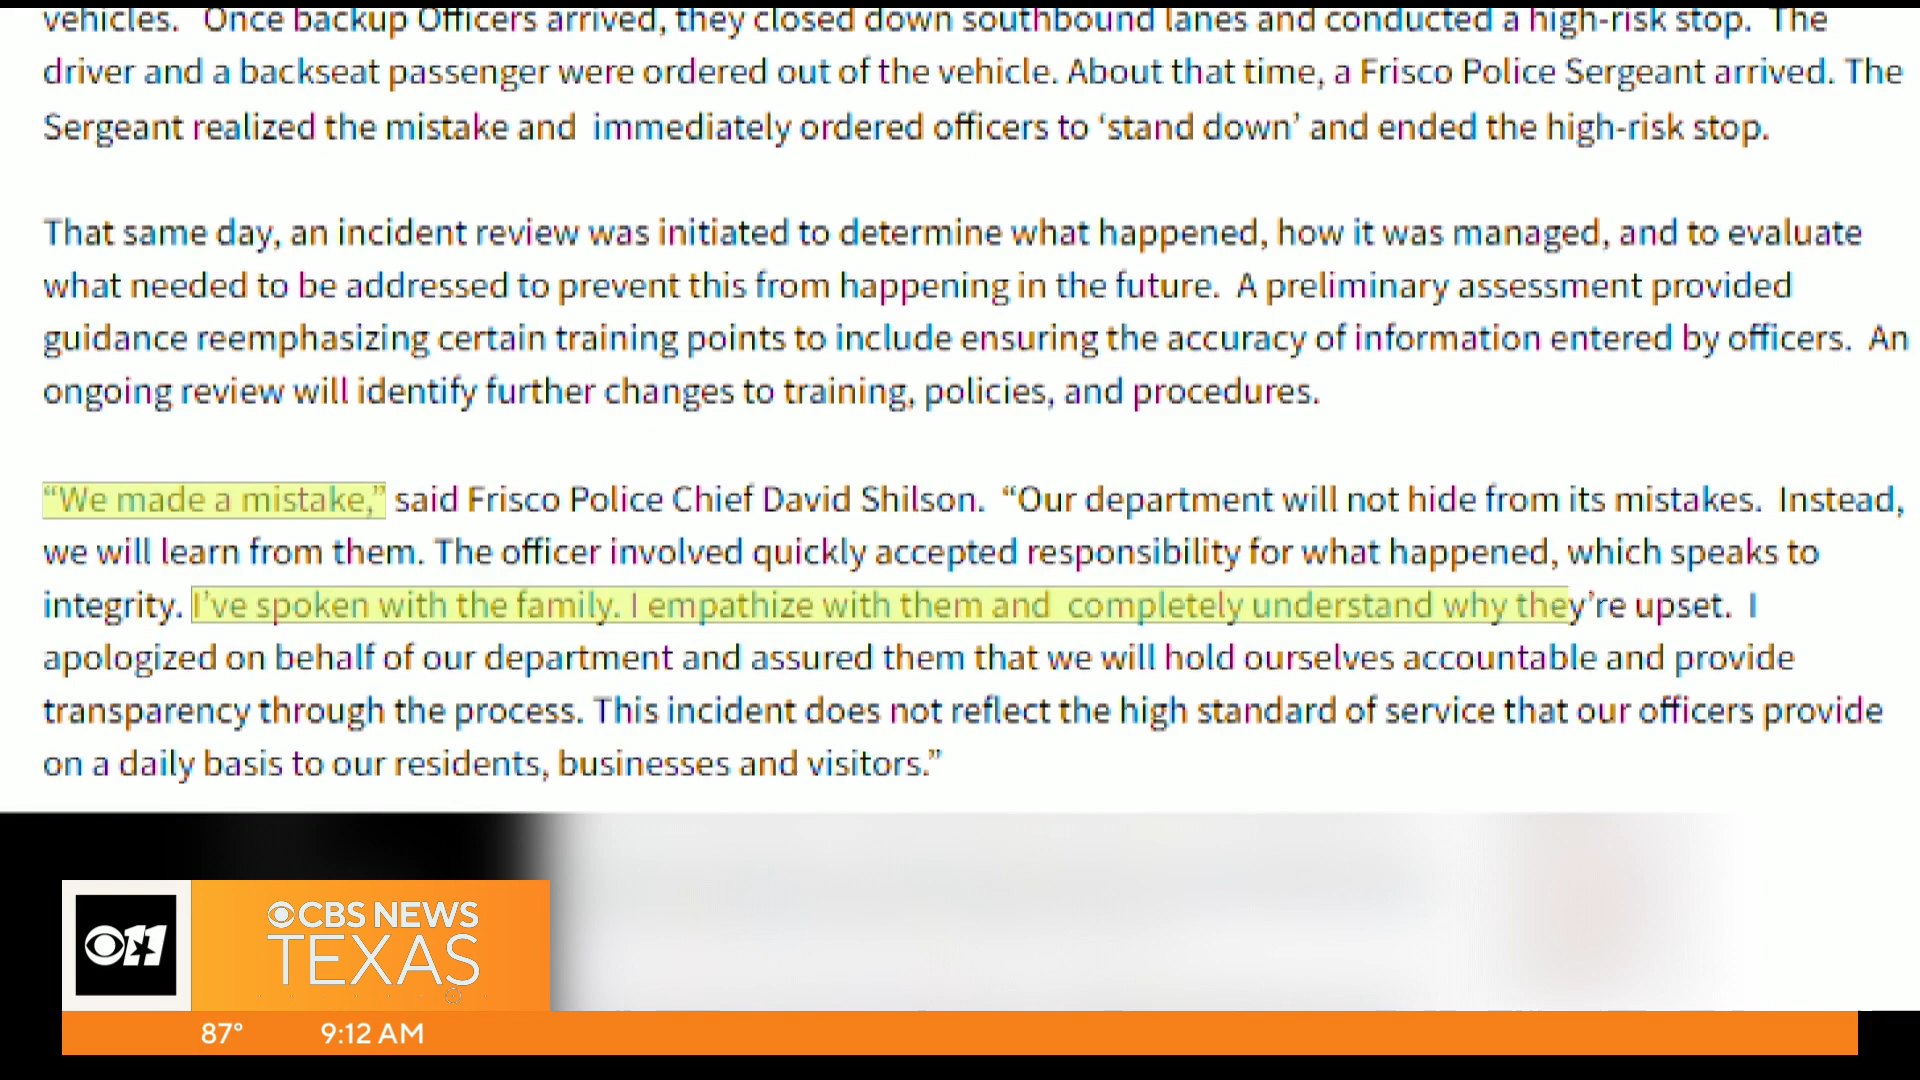 vehicles.   Once backup Officers arrived, they closed down southbound lanes and conducted a high-risk stop.  The
driver and a backseat passenger were ordered out of the vehicle. About that time, a Frisco Police Sergeant arrived. The
Sergeant realized the mistake and  immediately ordered officers to ‘stand down’ and ended the high-risk stop.
That same day, an incident review was initiated to determine what happened, how it was managed, and to evaluate
what needed to be addressed to prevent this from happening in the future.  A preliminary assessment provided
guidance reemphasizing certain training points to include ensuring the accuracy of information entered by officers.  An
ongoing review will identify further changes to training, policies, and procedures.
“We made a mistake,” said Frisco Police Chief David Shilson.  “Our department will not hide from its mistakes.  Instead,
we will learn from them. The officer involved quickly accepted responsibility for what happened, which speaks to
integrity. I’ve spoken with the family. I empathize with them and  completely understand why they’re upset.  I
apologized on behalf of our department and assured them that we will hold ourselves accountable and provide
transparency through the process. This incident does not reflect the high standard of service that our officers provide
on a daily basis to our residents, businesses and visitors.”
11
CBS NEWS
TEXAS
87° 9:12 AM